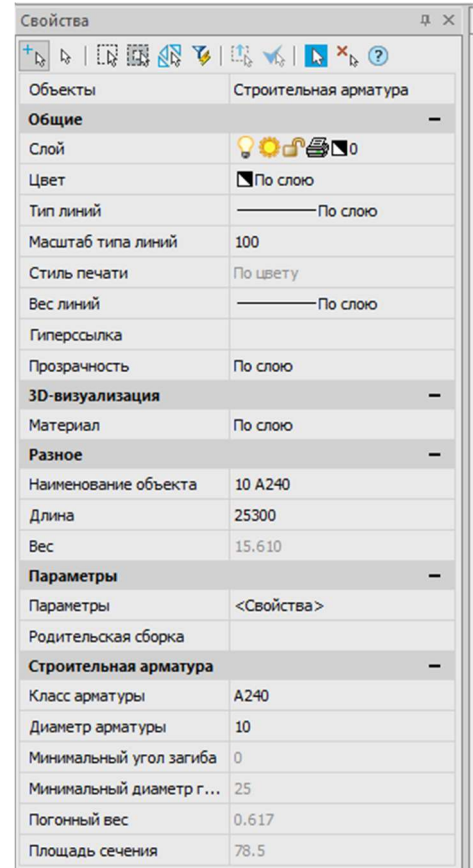 Свойства
Объекты Строительная арматура
Общие
Слой 0
Цвет По слою
Тип линий По слою
Масштаб типа линий 100
Стиль печати По цвету
Вес линий По слою
Гиперссылка
Прозрачность По слою
3D-визуализация
Материал По слою
Разное
Наименование объекта 10 A240
Длина 25300
Вес 15.610
Параметры
Параметры <Свойства>
Родительская сборка
Строительная арматура
Класс арматуры A240
Диаметр арматуры 10
Минимальный угол загиба 0
Минимальный диаметр г... 25
Погонный вес 0.617
Площадь сечения 78.5